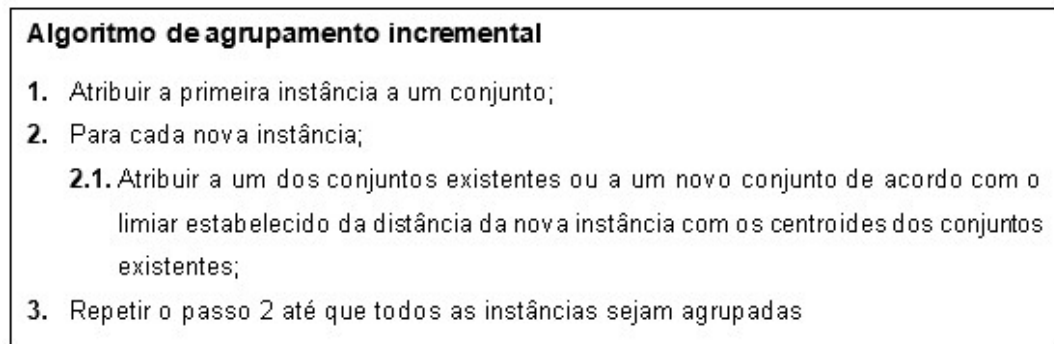 Algoritmo de agrupamento incremental
1. Atribuir a primeira instância a um conjunto;
2. Para cada nova instância;
2.1. Atribuir a um dos conjuntos existentes ou a um novo conjunto de acordo com o
limiar estabelecido da distância da nova instância com os centroides dos conjuntos
existentes;
3. Repetir o passo 2 até que todos as instâncias sejam agrupadas